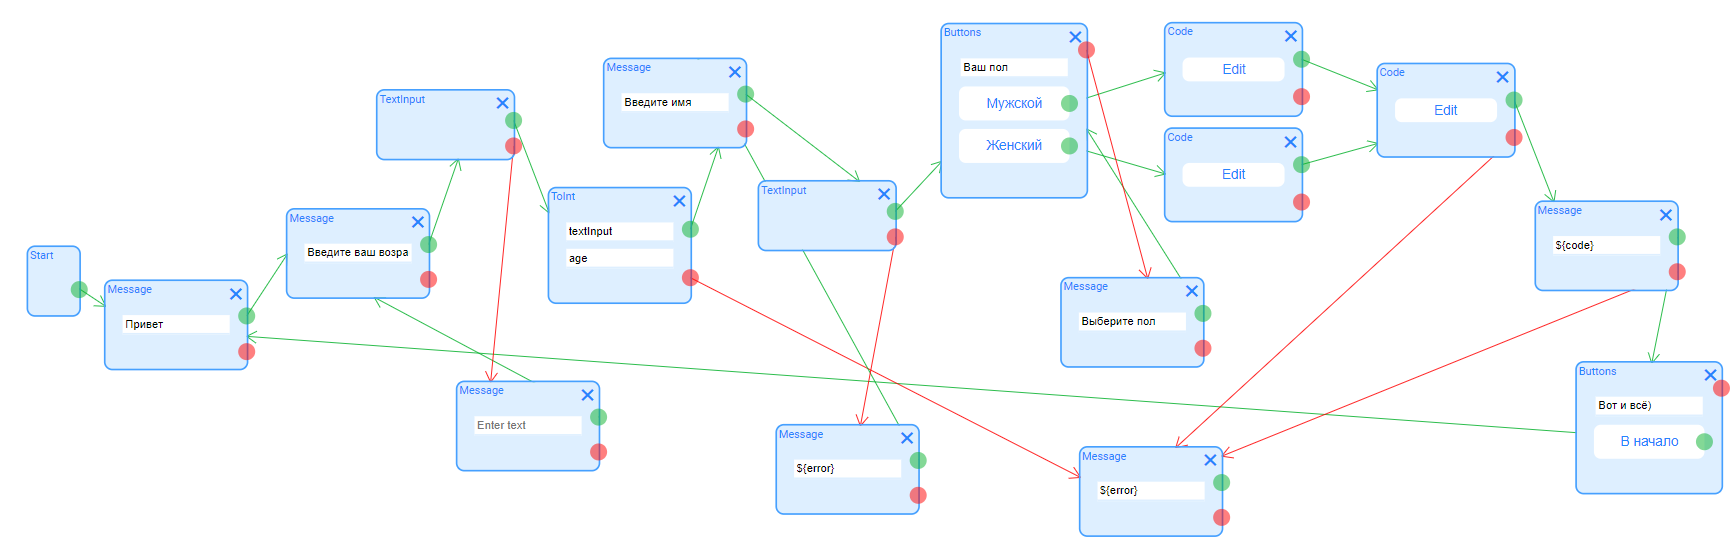 Start
Message
Привет
Message
Введите ваш возра
TextInput
Message
Enter text
ToInt
textInput
age
Message
Введите имя
TextInput
Message
${error}
Buttons
Ваш пол
Мужской
Женский
Message
Выберите пол
Code
Edit
Code
Edit
Code
Edit
Message
${error}
Message
${code}
Buttons
Вот и всё)
В начало